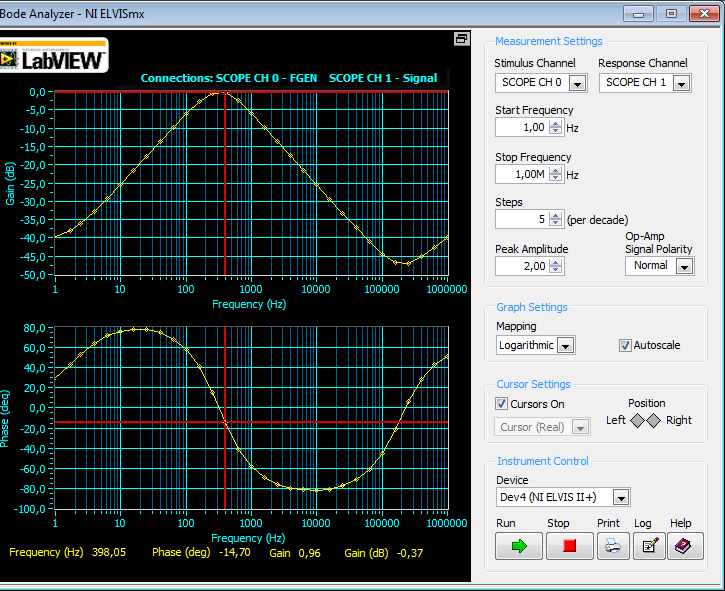 Bode Analyzer - NI ELVISmx
LabVIEW™
Connections: SCOPE CH 0 - FGEN SCOPE CH 1 - Signal
Gain (dB)
0,0
-5,0
-10,0
-15,0
-20,0
-25,0
-30,0
-35,0
-40,0
-45,0
-50,0
1 10 100 1000 10000 100000 1000000
Frequency (Hz)
Phase (deg)
80,0
60,0
40,0
20,0
0,0
-20,0
-40,0
-60,0
-80,0
-100,0
1 10 100 1000 10000 100000 1000000
Frequency (Hz)
Frequency (Hz) 398,05 Phase (deg) -14,70 Gain 0,96 Gain (dB) -0,37
Measurement Settings
Stimulus Channel Response Channel
SCOPE CH 0 SCOPE CH 1
Start Frequency
1,00 Hz
Stop Frequency
1,00M Hz
Steps
5 (per decade)
Peak Amplitude
2,00
Op-Amp
Signal Polarity
Normal
Graph Settings
Mapping
Logarithmic Autoscale
Cursor Settings
Cursors On
Cursor (Real)
Position
Left Right
Instrument Control
Device
Dev4 (NI ELVIS II+)
Run Stop Print Log Help